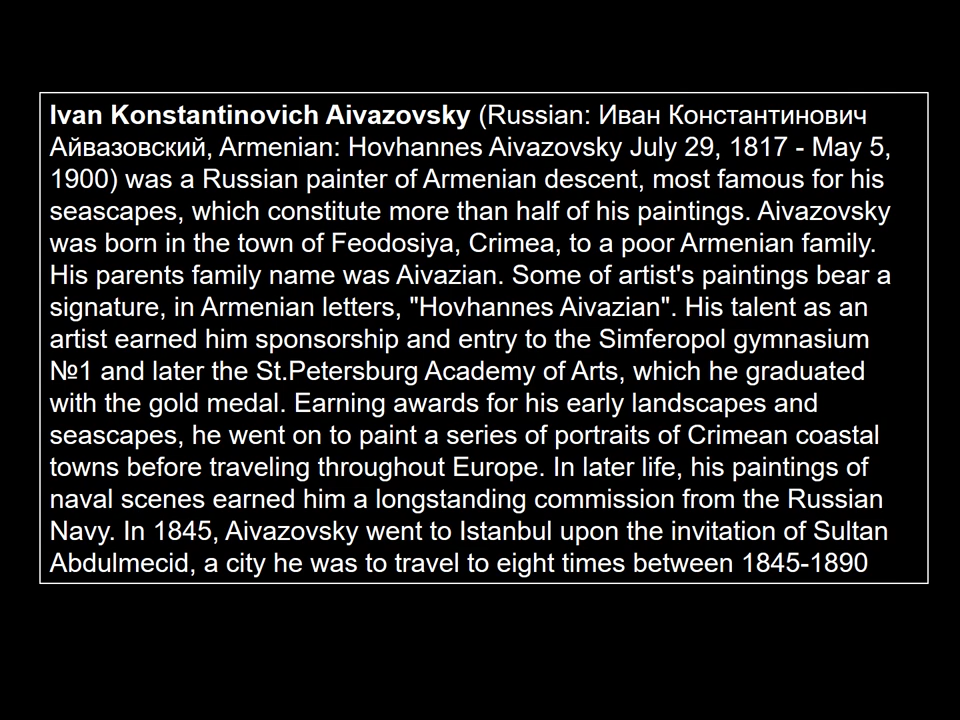 Ivan Konstantinovich Aivazovsky (Russian: Иван Константинович
Айвазовский, Armenian: Hovhannes Aivazovsky July 29, 1817 - May 5,
1900) was a Russian painter of Armenian descent, most famous for his
seascapes, which constitute more than half of his paintings. Aivazovsky
was born in the town of Feodosiya, Crimea, to a poor Armenian family.
His parents family name was Aivazian. Some of artist's paintings bear a
signature, in Armenian letters, "Hovhannes Aivazian". His talent as an
artist earned him sponsorship and entry to the Simferopol gymnasium
№1 and later the St.Petersburg Academy of Arts, which he graduated
with the gold medal. Earning awards for his early landscapes and
seascapes, he went on to paint a series of portraits of Crimean coastal
towns before traveling throughout Europe. In later life, his paintings of
naval scenes earned him a longstanding commission from the Russian
Navy. In 1845, Aivazovsky went to Istanbul upon the invitation of Sultan
Abdulmecid, a city he was to travel to eight times between 1845-1890